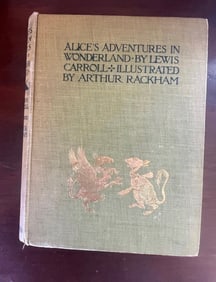 ALICE'S ADVENTURES IN
WONDERLAND·BY LEWIS
CARROLL✢ILLUSTRATED
BY ARTHUR RACKHAM